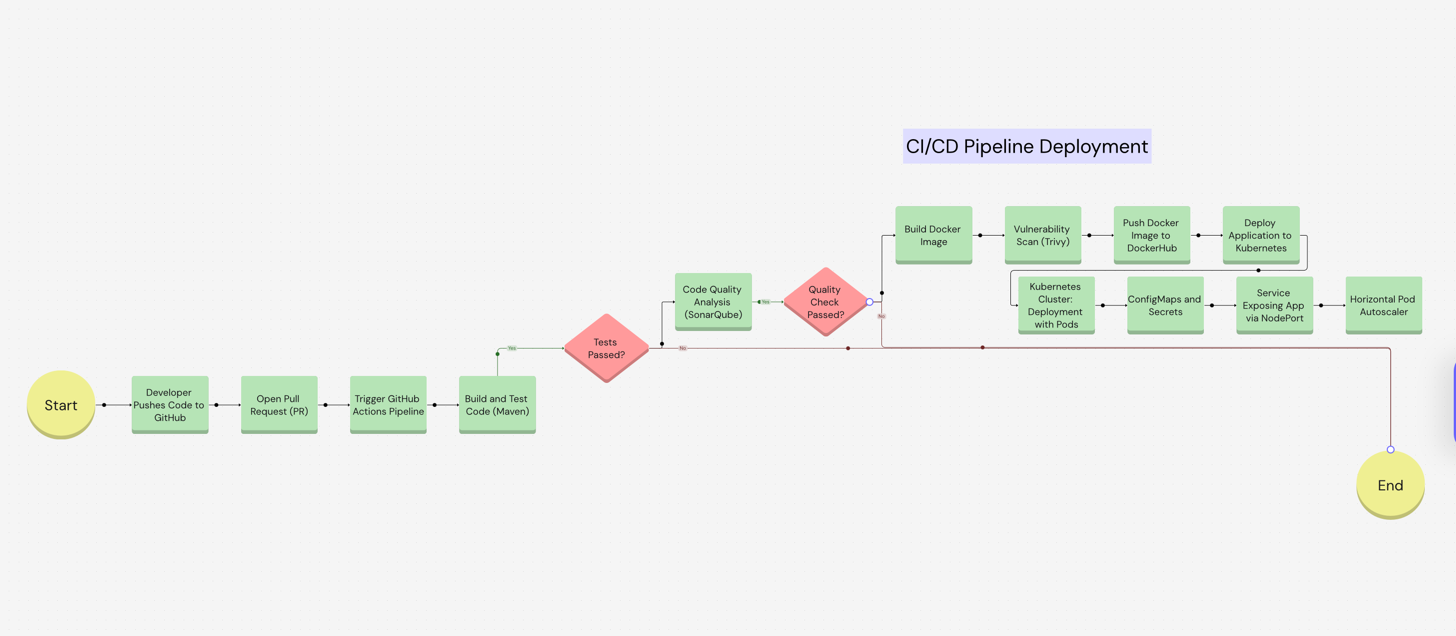 CI/CD Pipeline Deployment
Start
Developer
Pushes Code to
GitHub
Open Pull
Request (PR)
Trigger GitHub
Actions Pipeline
Build and Test
Code (Maven)
Yes
Tests
Passed?
No
Code Quality
Analysis
(SonarQube)
Yes
Quality
Check
Passed?
No
Build Docker
Image
Vulnerability
Scan (Trivy)
Push Docker
Image to
DockerHub
Deploy
Application to
Kubernetes
Kubernetes
Cluster:
Deployment
with Pods
ConfigMaps and
Secrets
Service
Exposing App
via NodePort
Horizontal Pod
Autoscaler
End